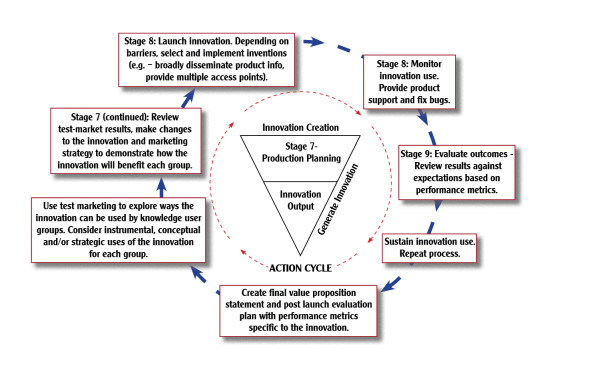 Stage 8: Launch innovation. Depending on
barriers, select and implement inventions
(e.g. – broadly disseminate product info,
provide multiple access points).
Stage 8: Monitor
innovation use.
Provide product
support and fix bugs.
Stage 7 (continued): Review
test-market results, make changes
to the innovation and marketing
strategy to demonstrate how the
innovation will benefit each group.
Innovation Creation
Stage 7-
Production Planning
Innovation
Output
Generate Innovation
ACTION CYCLE
Stage 9: Evaluate outcomes -
Review results against
expectations based on
performance metrics.
Use test marketing to explore ways the
innovation can be used by knowledge user
groups. Consider instrumental, conceptual
and/or strategic uses of the innovation
for each group.
Sustain innovation use.
Repeat process.
Create final value proposition
statement and post launch evaluation
plan with performance metrics
specific to the innovation.